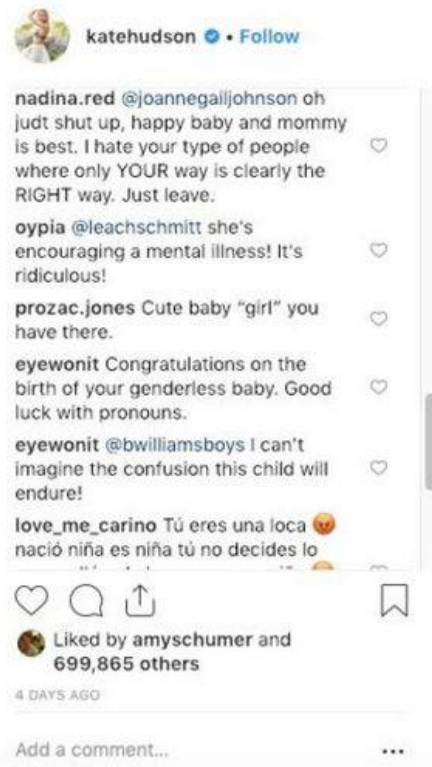 katehudson • Follow
nadina.red @joannegailjohnson oh
judt shut up, happy baby and mommy
is best. I hate your type of people
where only YOUR way is clearly the
RIGHT way. Just leave.
oypia @leachschmitt she's
encouraging a mental illness! It's
ridiculous!
prozac.jones Cute baby “girl” you
have there.
eyewonit Congratulations on the
birth of your genderless baby. Good
luck with pronouns.
eyewonit @bwilliamsboys I can't
imagine the confusion this child will
endure!
love_me_carino Tú eres una loca 😡
nació niña es niña tú no decides lo
Liked by amyschumer and
699,865 others
4 DAYS AGO
Add a comment...